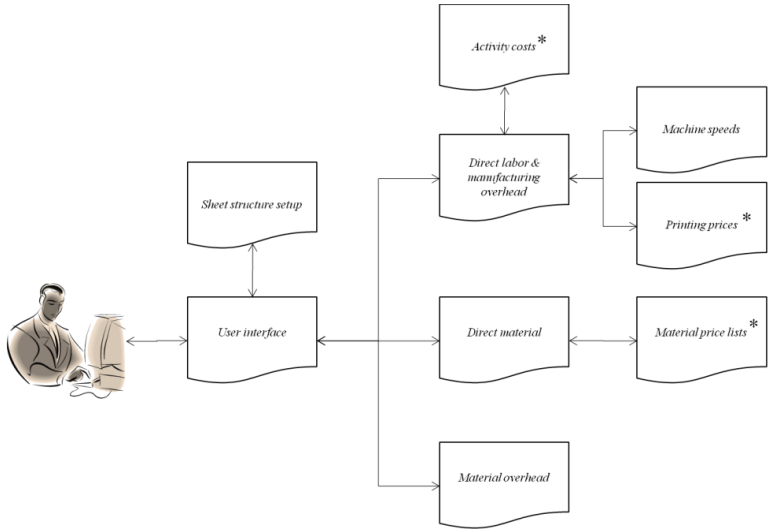 Activity costs*
Machine speeds
Direct labor &
manufacturing
overhead
Sheet structure setup
Printing prices *
User interface
Direct material
Material price lists*
Material overhead